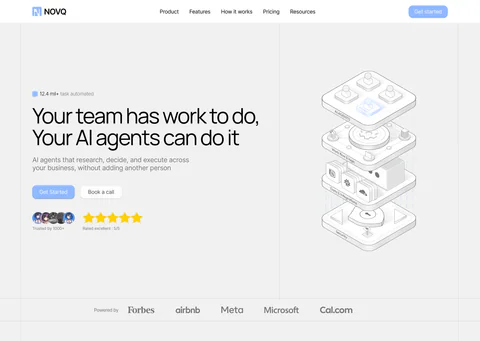 NOVQ
Product Features How it works Pricing Resources
Get started
12.4 ml+ task automated
Your team has work to do,
Your AI agents can do it
AI agents that research, decide, and execute across
your business, without adding another person
Get Started
Book a call
Trusted by 1000+
Rated excellent : 5/5
Powered by
Forbes
airbnb
Meta
Microsoft
Cal.com